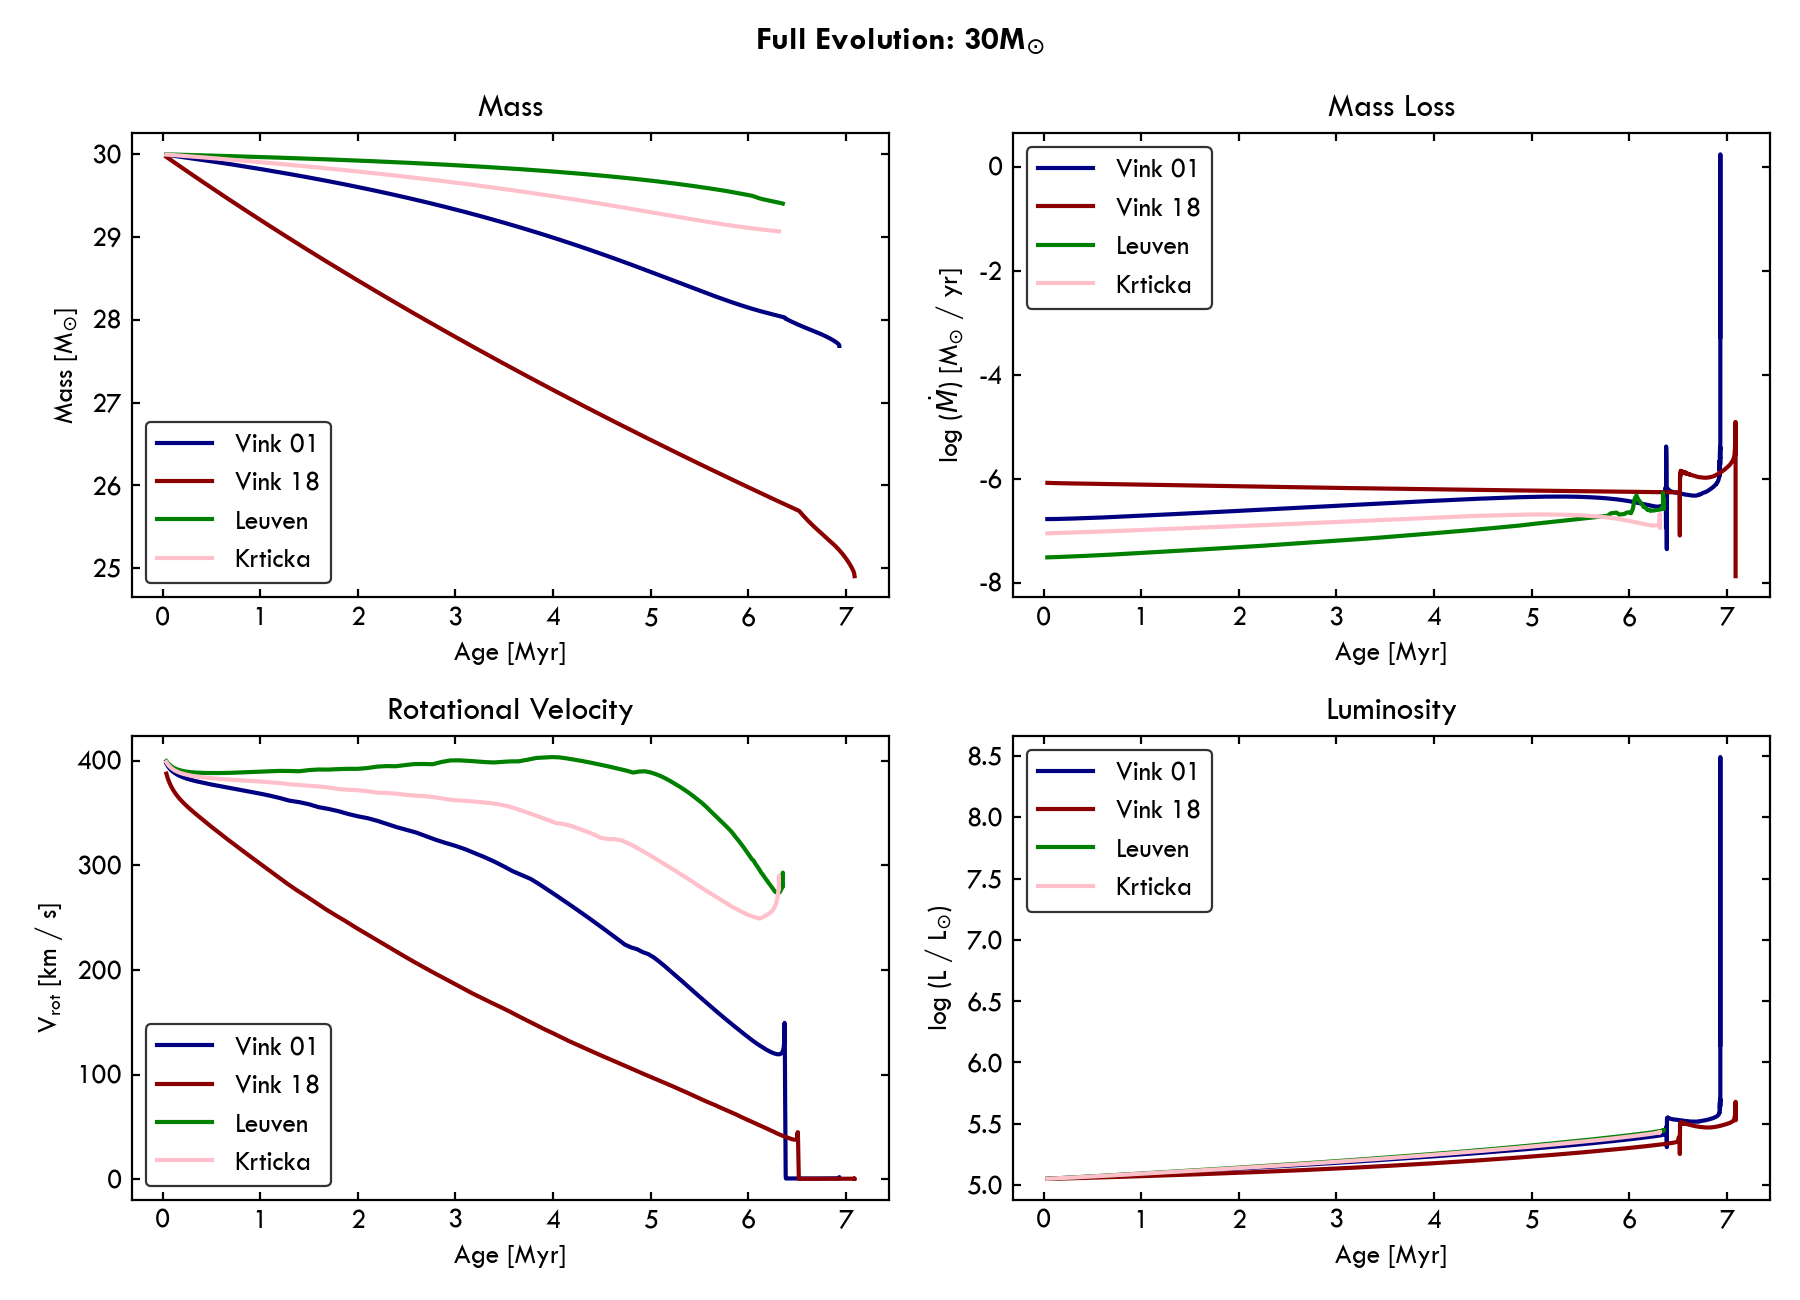 Full Evolution: 30M⊙
Mass
30
29
28
27
26
25
Mass [M⊙]
Vink 01
Vink 18
Leuven
Krticka
0 1 2 3 4 5 6 7
Age [Myr]
Mass Loss
0
-2
-4
-6
-8
log (Ṁ) [M⊙ / yr]
Vink 01
Vink 18
Leuven
Krticka
0 1 2 3 4 5 6 7
Age [Myr]
Rotational Velocity
400
300
200
100
0
Vrot [km / s]
Vink 01
Vink 18
Leuven
Krticka
0 1 2 3 4 5 6 7
Age [Myr]
Luminosity
8.5
8.0
7.5
7.0
6.5
6.0
5.5
5.0
log (L / L⊙)
Vink 01
Vink 18
Leuven
Krticka
0 1 2 3 4 5 6 7
Age [Myr]